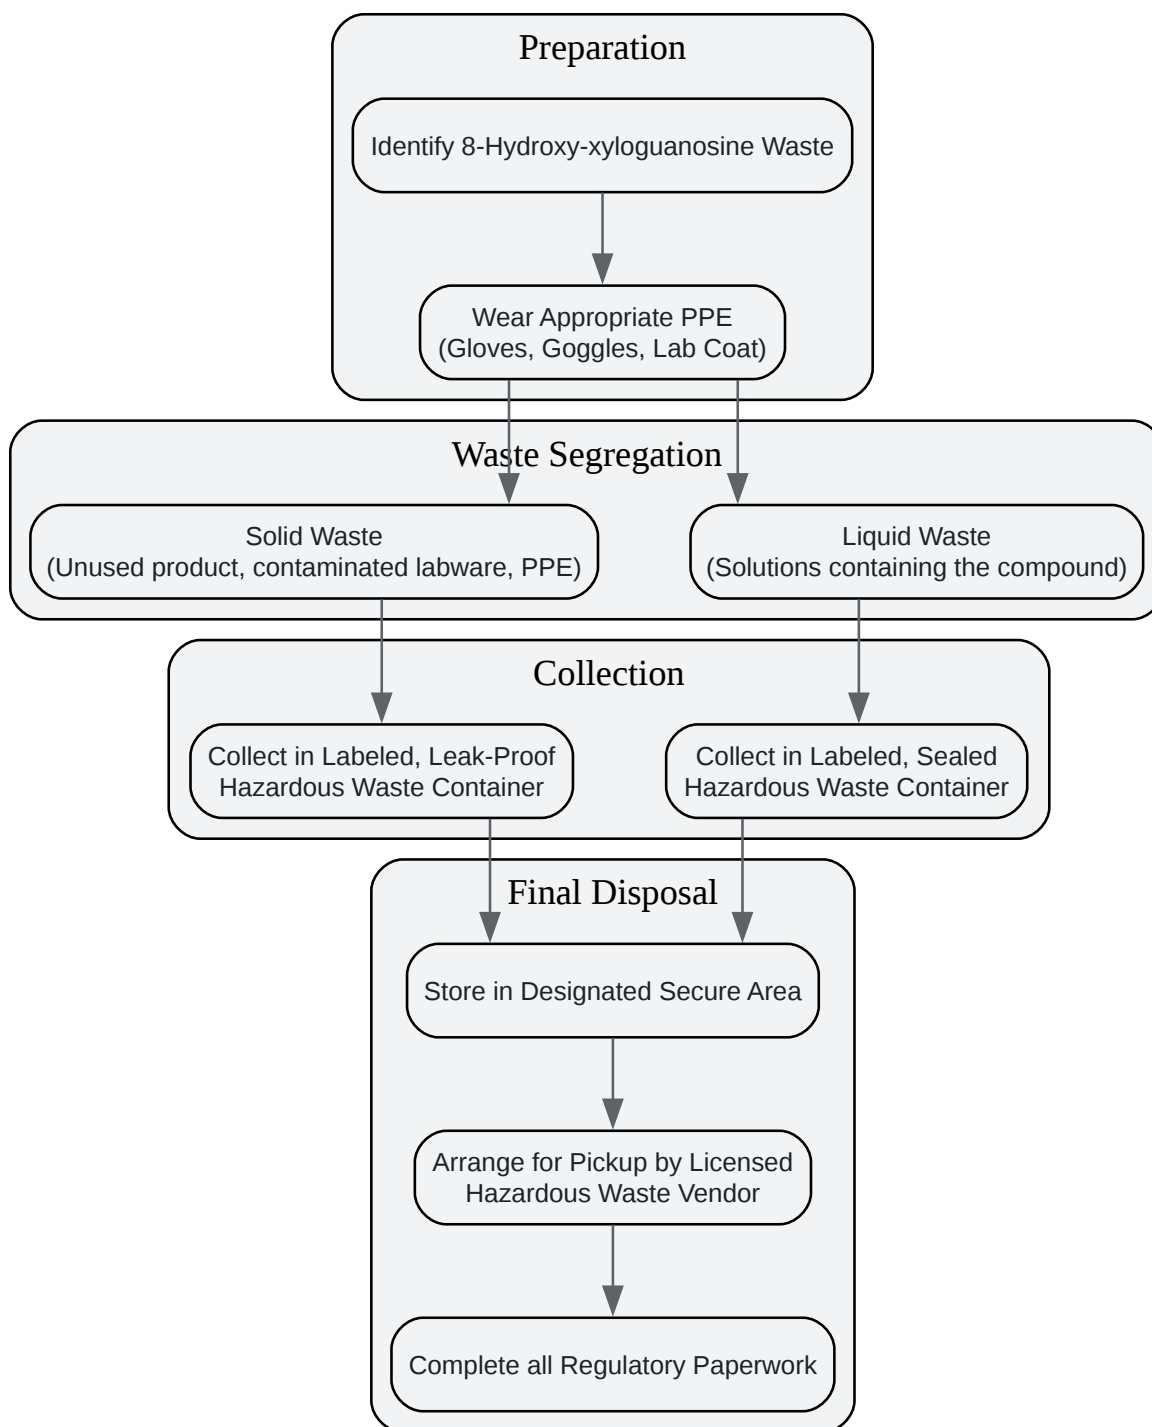 Preparation
Identify 8-Hydroxy-xyloguanosine Waste
Wear Appropriate PPE
(Gloves, Goggles, Lab Coat)
Waste Segregation
Solid Waste
(Unused product, contaminated labware, PPE)
Liquid Waste
(Solutions containing the compound)
Collection
Collect in Labeled, Leak-Proof
Hazardous Waste Container
Collect in Labeled, Sealed
Hazardous Waste Container
Final Disposal
Store in Designated Secure Area
Arrange for Pickup by Licensed
Hazardous Waste Vendor
Complete all Regulatory Paperwork